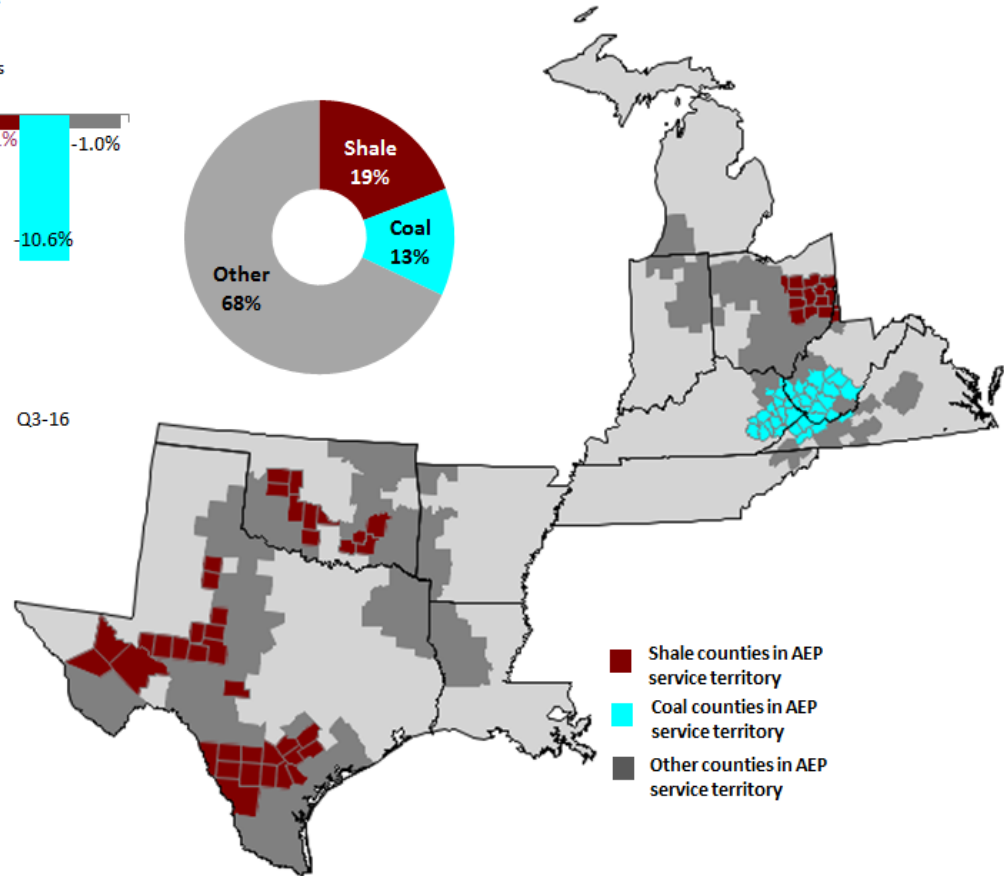 s
%
-1.0%
-10.6%
Q3-16
Shale
19%
Coal
13%
Other
68%
Shale counties in AEP
service territory
Coal counties in AEP
service territory
Other counties in AEP
service territory